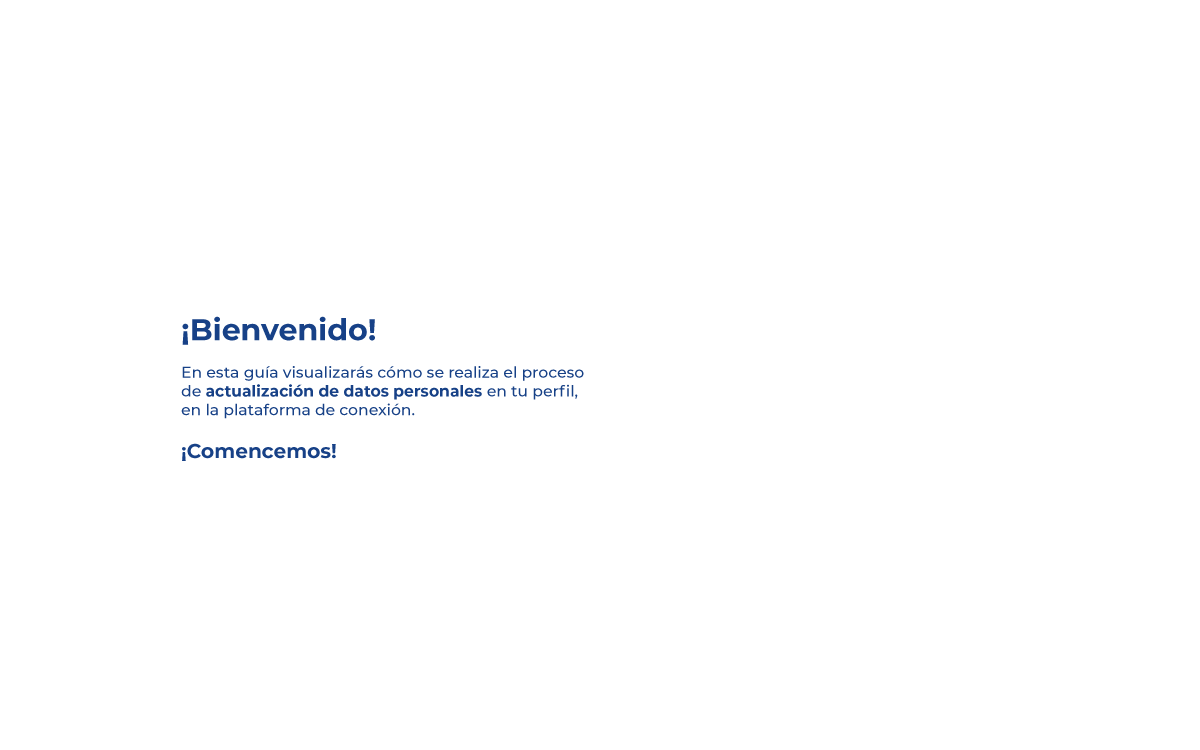 ¡Bienvenido!
En esta guía visualizarás cómo se realiza el proceso
de actualización de datos personales en tu perfil,
en la plataforma de conexión.
¡Comencemos!